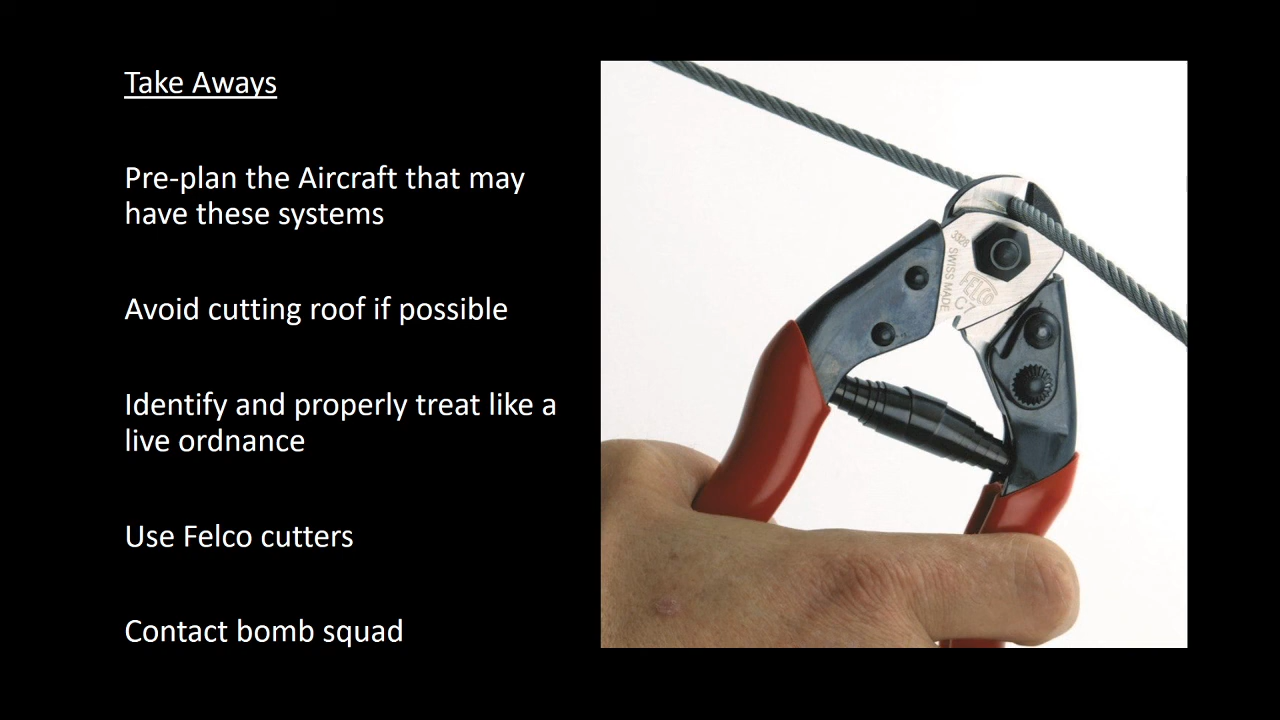 Take Aways
Pre-plan the Aircraft that may
have these systems
Avoid cutting roof if possible
Identify and properly treat like a
live ordnance
Use Felco cutters
Contact bomb squad
3328
SWISS MADE
FELCO
C7